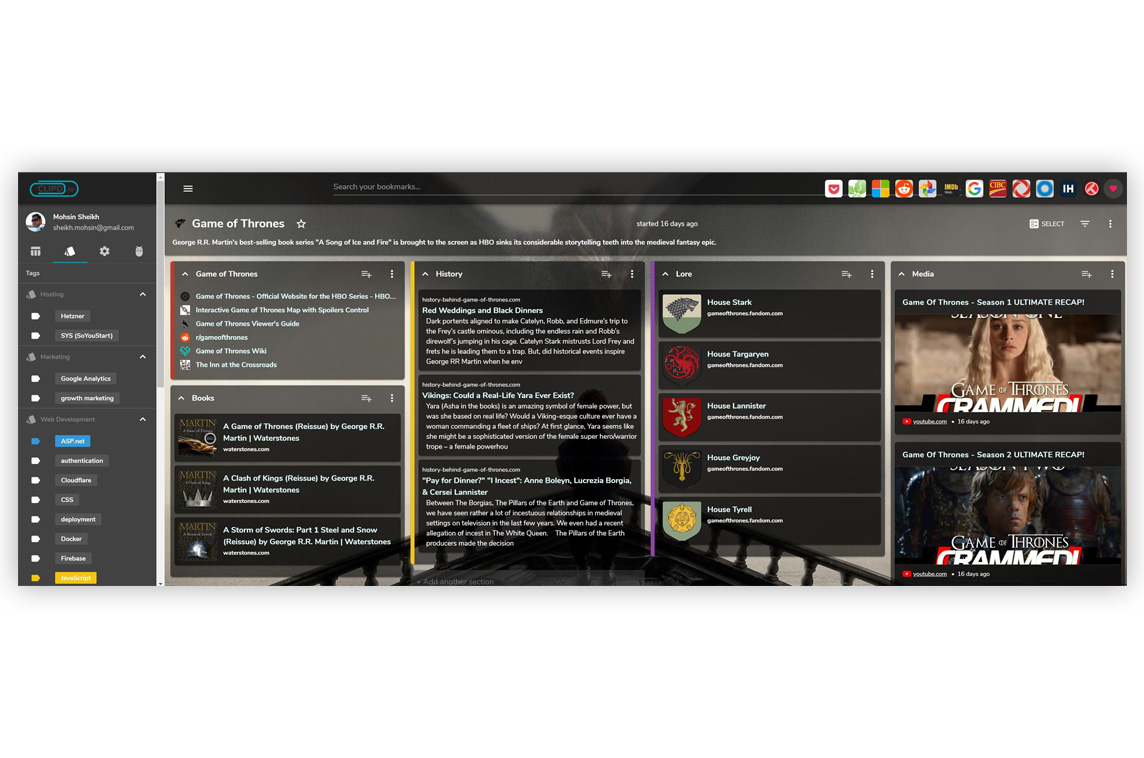 CLIPD
Mohsin Sheikh
sheikh.mohsin@gmail.com
Tags
Hosting
Hetzner
SYS (SoYouStart)
Marketing
Google Analytics
growth marketing
Web Development
ASP.net
authentication
Cloudflare
CSS
deployment
Docker
Firebase
JavaScript
Search your bookmarks...
IMDb
CIBC
IH
Game of Thrones
started 16 days ago
SELECT
George R.R. Martin's best-selling book series "A Song of Ice and Fire" is brought to the screen as HBO sinks its considerable storytelling teeth into the medieval fantasy epic.
Game of Thrones
Game of Thrones - Official Website for the HBO Series - HBO...
Interactive Game of Thrones Map with Spoilers Control
Game of Thrones Viewer's Guide
r/gameofthrones
Game of Thrones Wiki
The Inn at the Crossroads
Books
MARTIN
A Game of Thrones (Reissue) by George R.R.
Martin | Waterstones
waterstones.com
MARTIN
A Clash of Kings (Reissue) by George R.R.
Martin | Waterstones
waterstones.com
MARTIN
A Storm of Swords: Part 1 Steel and Snow
(Reissue) by George R.R. Martin | Waterstones
waterstones.com
History
history-behind-game-of-thrones.com
Red Weddings and Black Dinners
Dark portents aligned to make Catelyn, Robb, and Edmure's trip to
the Frey's castle ominous, including the endless rain and Robb's
direwolf's jumping in his cage. Catelyn Stark mistrusts Lord Frey and
frets he is leading them to a trap. But, did historical events inspire
George RR Martin when he env
history-behind-game-of-thrones.com
Vikings: Could a Real-Life Yara Ever Exist?
Yara (Asha in the books) is an amazing symbol of female power, but
was she based on real life? Would a Viking-esque culture ever have a
woman commanding a fleet of ships? At first glance, Yara seems like
she might be a sophisticated version of the female super hero/warrior
trope – a female powerhou
history-behind-game-of-thrones.com
"Pay for Dinner?" "I Incest": Anne Boleyn, Lucrezia Borgia,
& Cersei Lannister
Between The Borgias, The Pillars of the Earth and Game of Thrones,
we have seen rather a lot of incestuous relationships in medieval
settings on television in the last few years. We even had a recent
allegation of incest in The White Queen. The Pillars of the Earth
producers made the decision
+ Add another section
Lore
House Stark
gameofthrones.fandom.com
House Targaryen
gameofthrones.fandom.com
House Lannister
gameofthrones.fandom.com
House Greyjoy
gameofthrones.fandom.com
House Tyrell
gameofthrones.fandom.com
Media
Game Of Thrones - Season 1 ULTIMATE RECAP!
SEASON ONE
GAME OF THRONES
CRAMMED!
youtube.com • 16 days ago
Game Of Thrones - Season 2 ULTIMATE RECAP!
SEASON TWO
GAME OF THRONES
CRAMMED!
youtube.com • 16 days ago